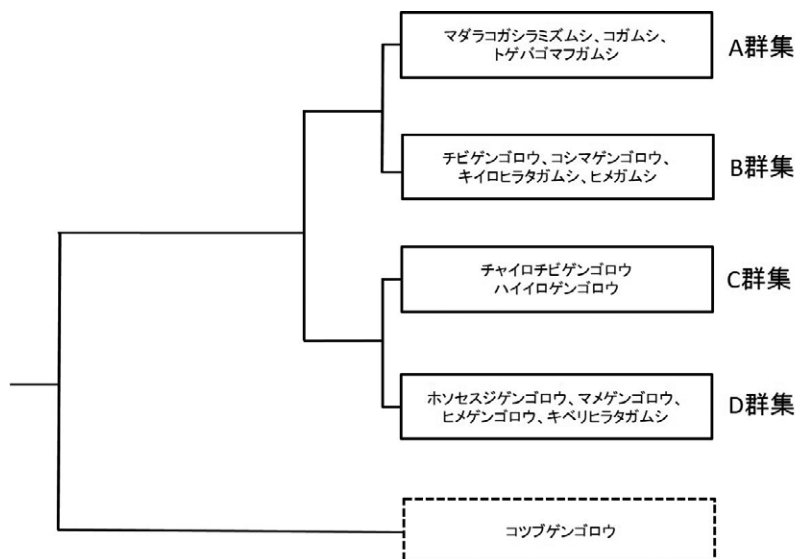 マダラコガシラミズムシ、コガムシ、
トゲバゴマフガムシ
A群集
チビゲンゴロウ、コシマゲンゴロウ、
キイロヒラタガムシ、ヒメガムシ
B群集
チャイロチビゲンゴロウ
ハイイロゲンゴロウ
C群集
ホソセスジゲンゴロウ、マメゲンゴロウ、
ヒメゲンゴロウ、キベリヒラタガムシ
D群集
コツブゲンゴロウ